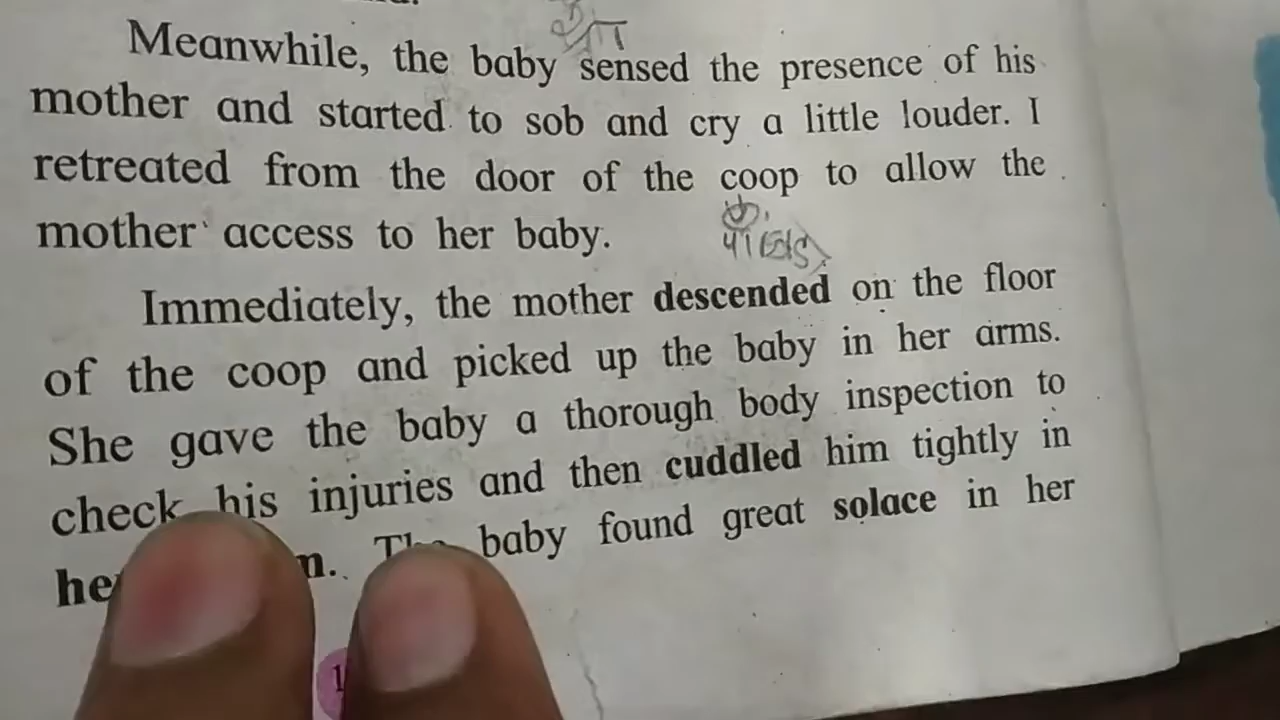 Meanwhile, the baby sensed the presence of his
mother and started to sob and cry a little louder. I
retreated from the door of the coop to allow the
mother access to her baby.
Immediately, the mother descended on the floor
of the coop and picked up the baby in her arms.
She gave the baby a thorough body inspection to
check his injuries and then cuddled him tightly in
The baby found great solace in her